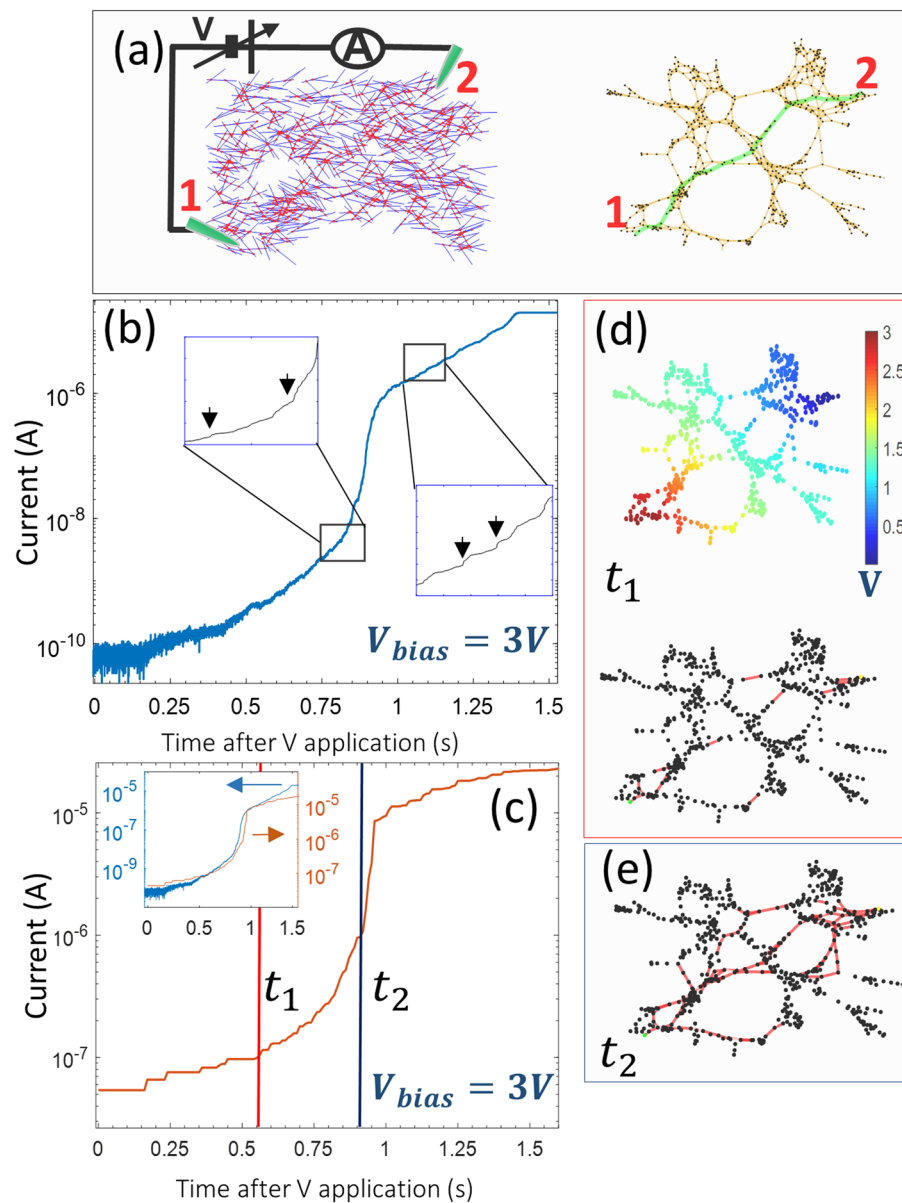 (a)
V
A
1
2
1
2
(b)
Current (A)
10⁻⁶
10⁻⁸
10⁻¹⁰
V_bias = 3V
0
0.25
0.5
0.75
1
1.25
1.5
Time after V application (s)
(c)
Current (A)
10⁻⁵
10⁻⁶
10⁻⁷
10⁻⁵
10⁻⁷
10⁻⁹
10⁻⁵
10⁻⁶
10⁻⁷
0
0.5
1
1.5
t₁
t₂
V_bias = 3V
0
0.25
0.5
0.75
1
1.25
1.5
Time after V application (s)
(d)
3
2.5
2
1.5
1
0.5
V
t₁
(e)
t₂